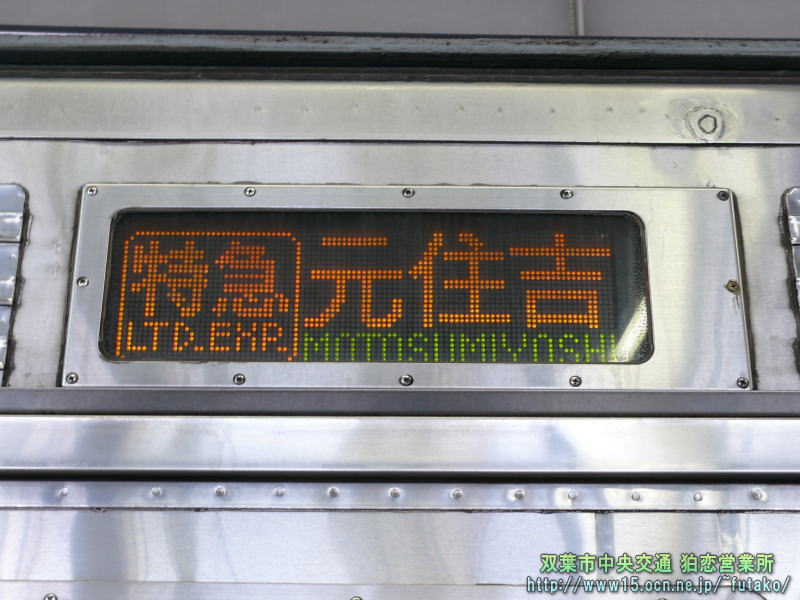 特急 元住吉
LTD.EXP. MOTOSUMIYOSHI
双葉市中央交通 狛恋営業所
http://www15.ocn.ne.jp/~futako/